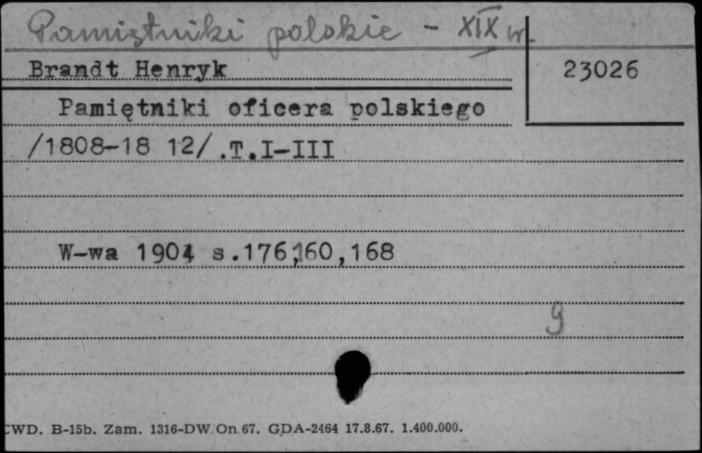 Pamiętniki polskie - XIX w.
Brandt Henryk 23026
Pamiętniki oficera polskiego
/1808-18 12/.T.I-III
W-wa 1904 s.176,160,168
9
CWD. B-15b. Zam. 1316-DW.On 67. GDA-2464 17.8.67. 1.400.000.